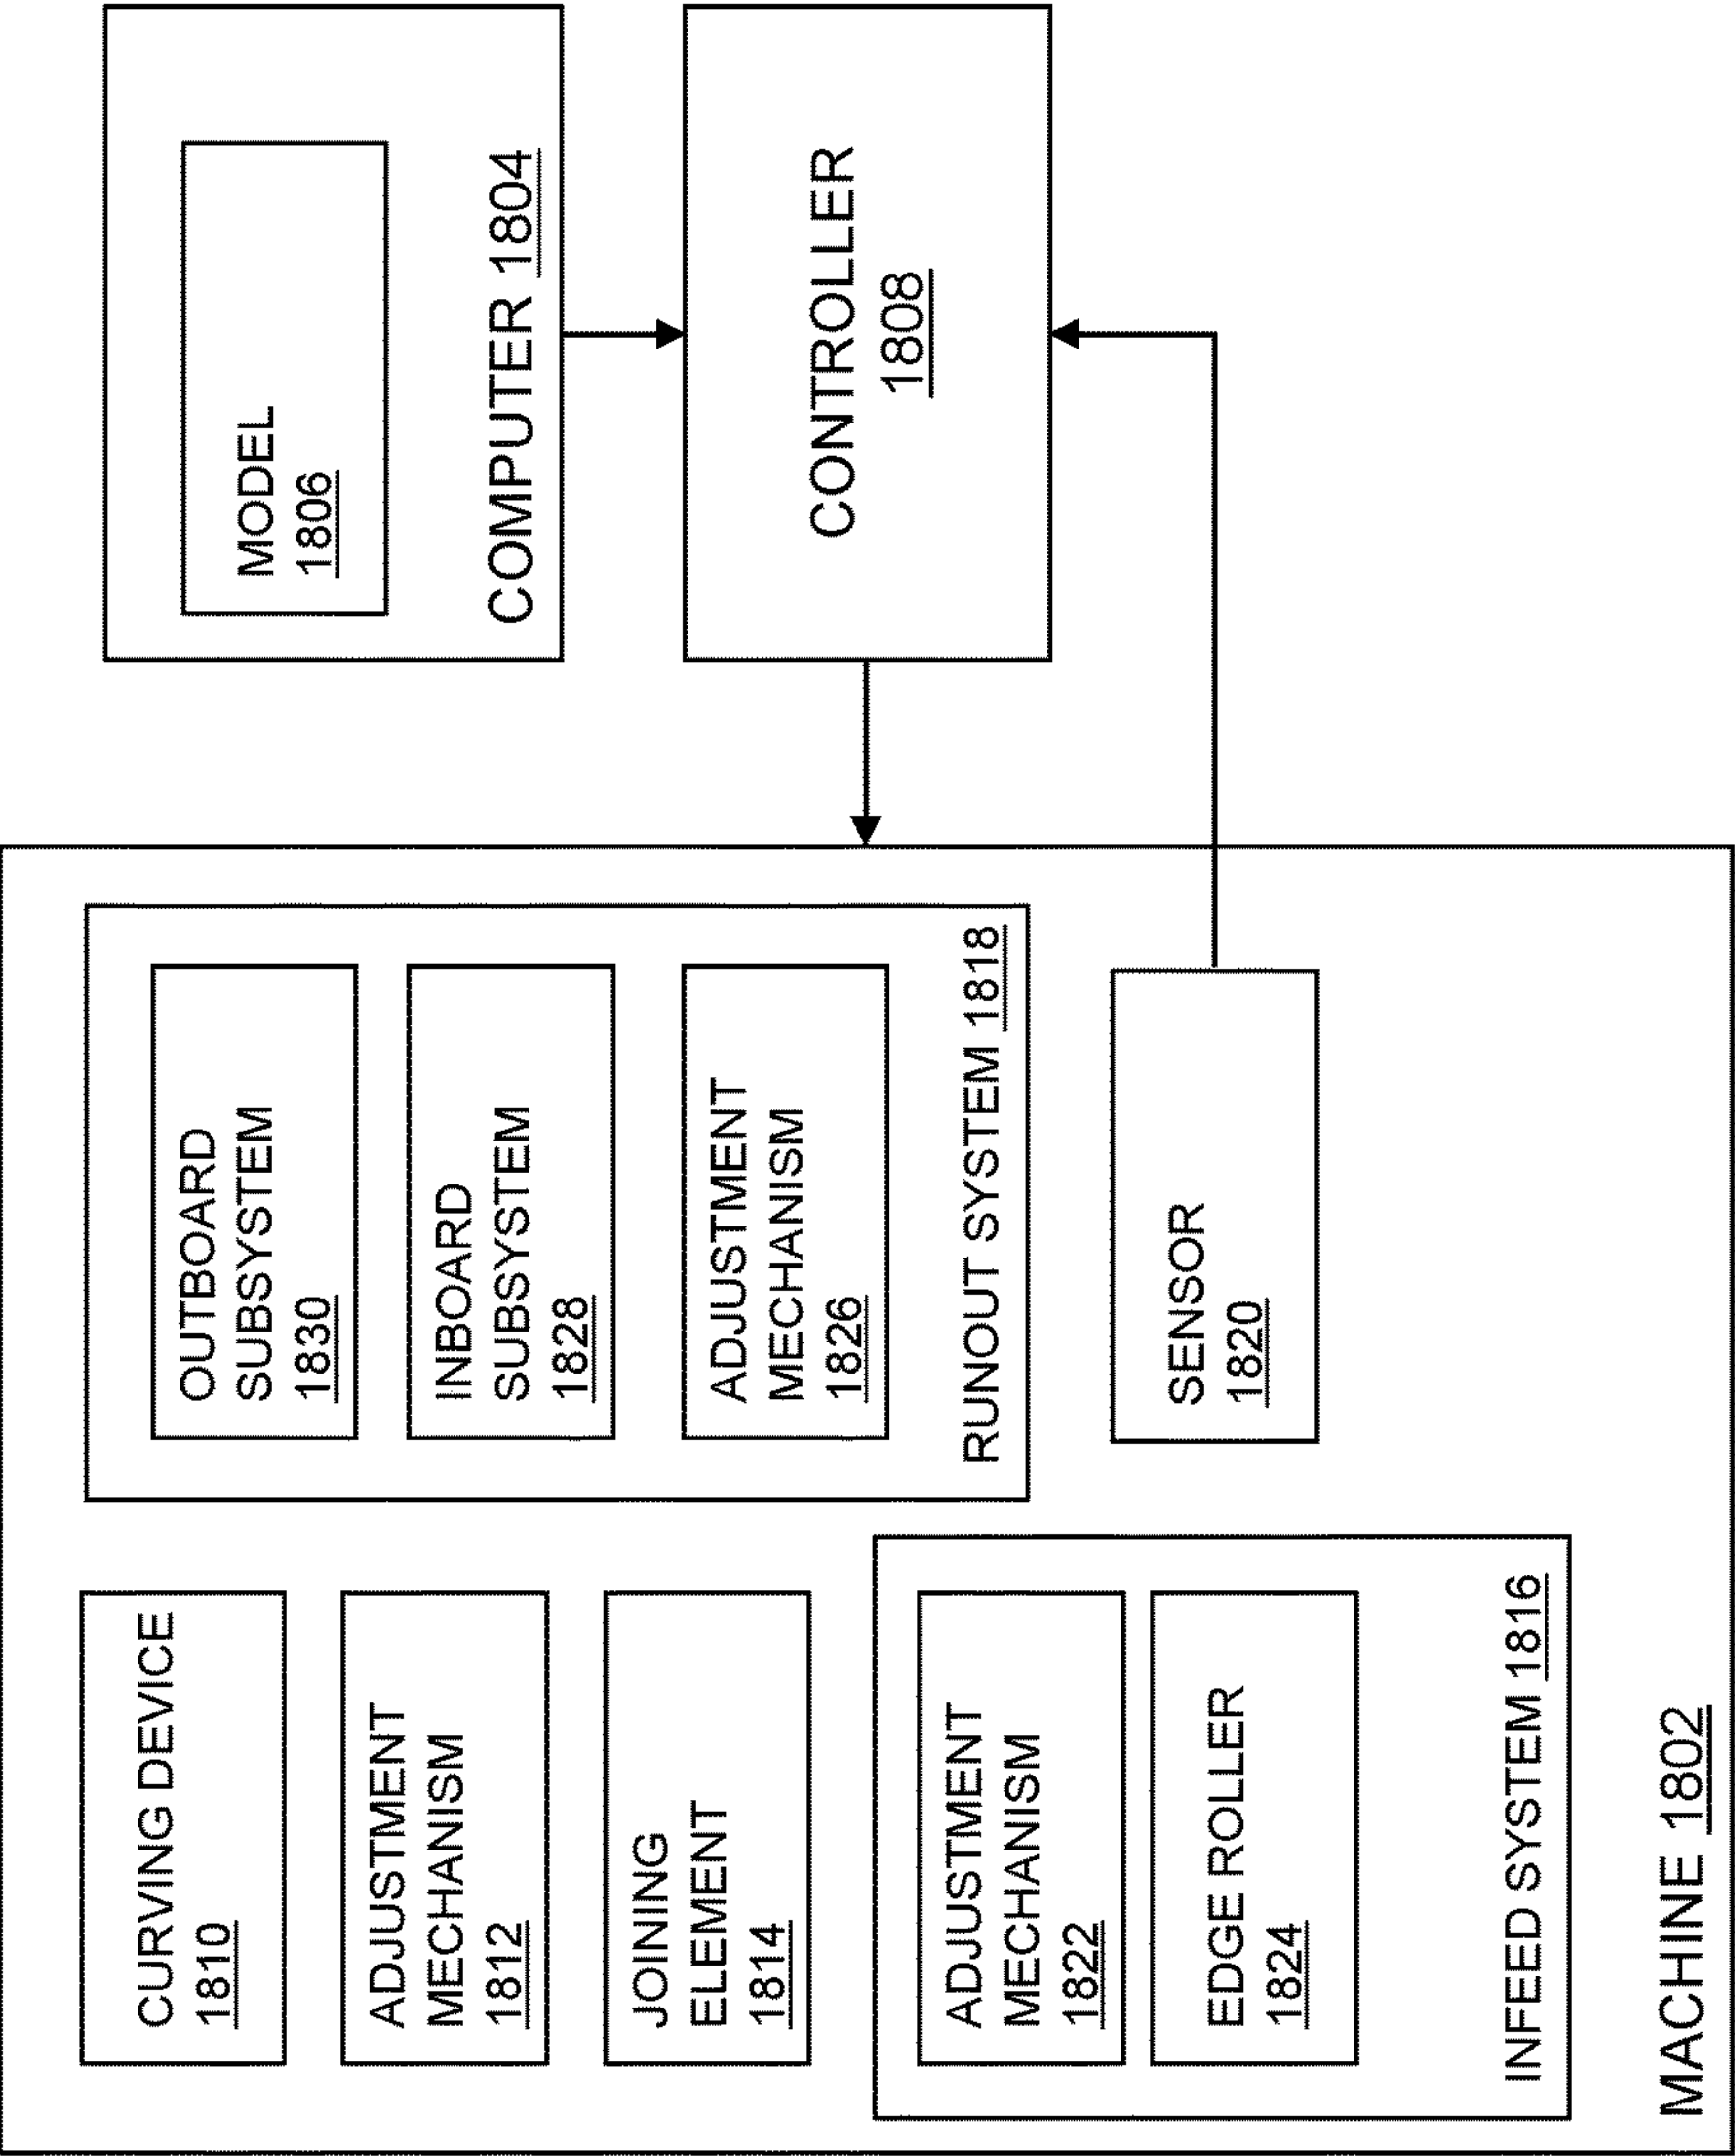 CURVING DEVICE
1810
ADJUSTMENT
MECHANISM
1812
JOINING
ELEMENT
1814
ADJUSTMENT
MECHANISM
1822
EDGE ROLLER
1824
INFEED SYSTEM 1816
MACHINE 1802
OUTBOARD
SUBSYSTEM
1830
INBOARD
SUBSYSTEM
1828
ADJUSTMENT
MECHANISM
1826
RUNOUT SYSTEM 1818
SENSOR
1820
MODEL
1806
COMPUTER 1804
CONTROLLER
1808